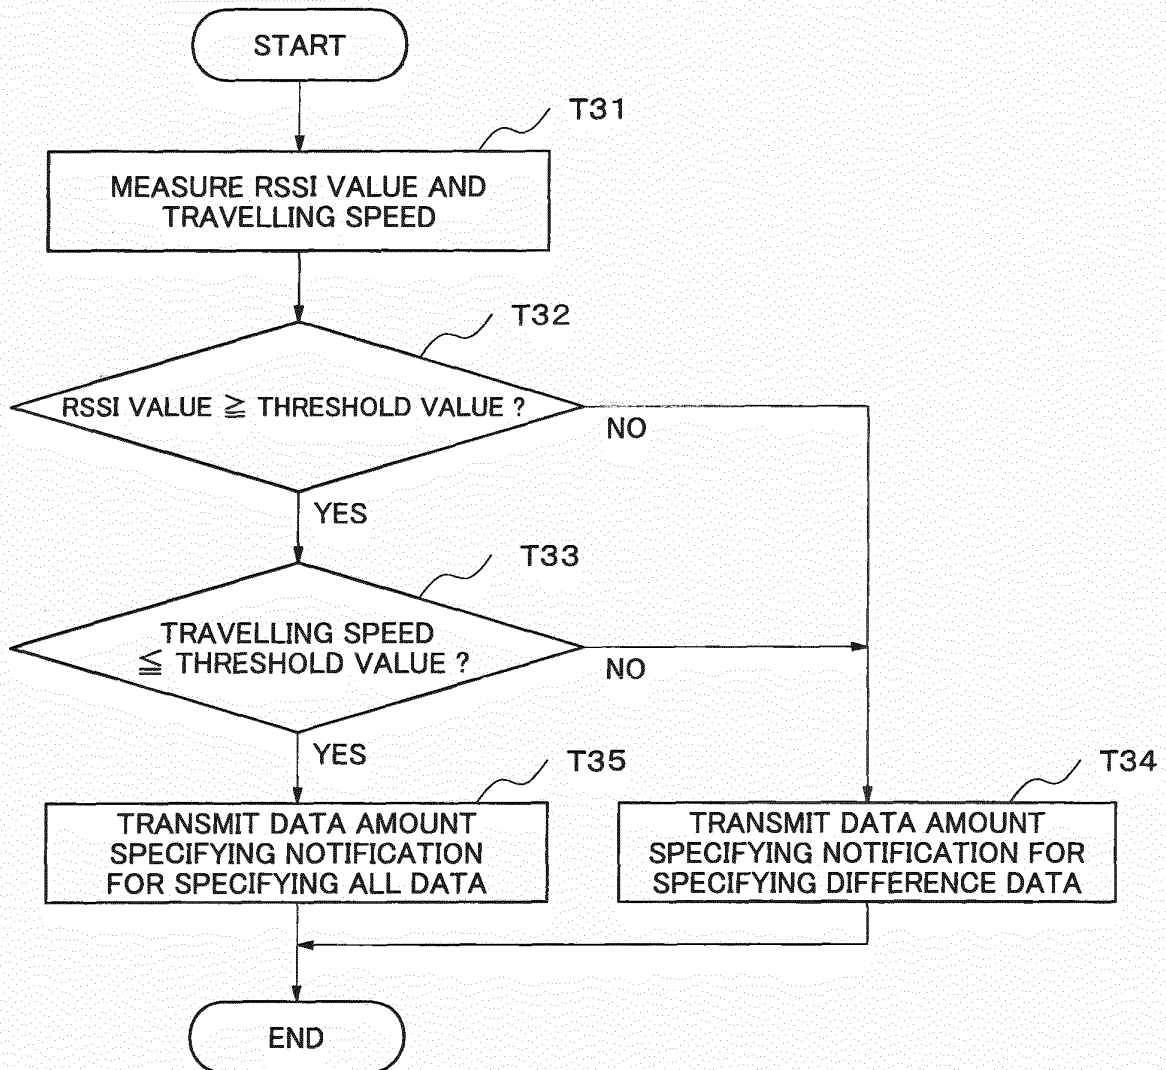 START
T31
MEASURE RSSI VALUE AND
TRAVELLING SPEED
T32
RSSI VALUE ≧ THRESHOLD VALUE ?
NO
YES
T33
TRAVELLING SPEED
≦ THRESHOLD VALUE ?
NO
YES
T35
TRANSMIT DATA AMOUNT
SPECIFYING NOTIFICATION
FOR SPECIFYING ALL DATA
T34
TRANSMIT DATA AMOUNT
SPECIFYING NOTIFICATION FOR
SPECIFYING DIFFERENCE DATA
END